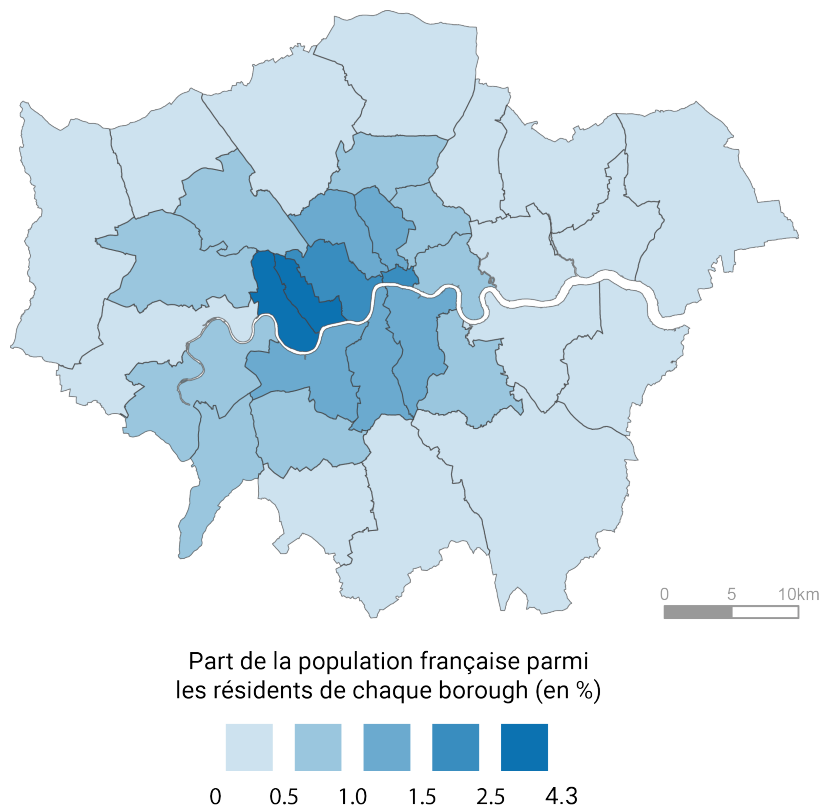 0 5 10km
Part de la population française parmi
les résidents de chaque borough (en %)
0 0.5 1.0 1.5 2.5 4.3